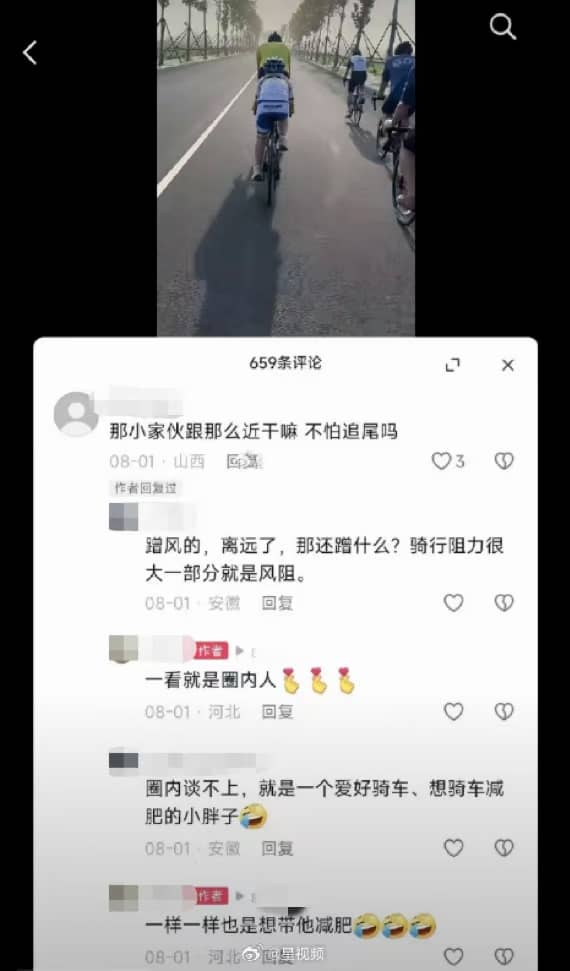 659条评论
那小家伙跟那么近干嘛 不怕追尾吗
08-01 · 山西 回复
3
作者回复过
蹭风的，离远了，那还蹭什么？骑行阻力很
大一部分就是风阻。
08-01 · 安徽 回复
作者
一看就是圈内人
08-01 · 河北 回复
圈内谈不上，就是一个爱好骑车、想骑车减
肥的小胖子🤣
08-01 · 安徽 回复
作者
一样一样也是想带他减肥🤣🤣🤣
08-01 · 河北 回复
@星视频